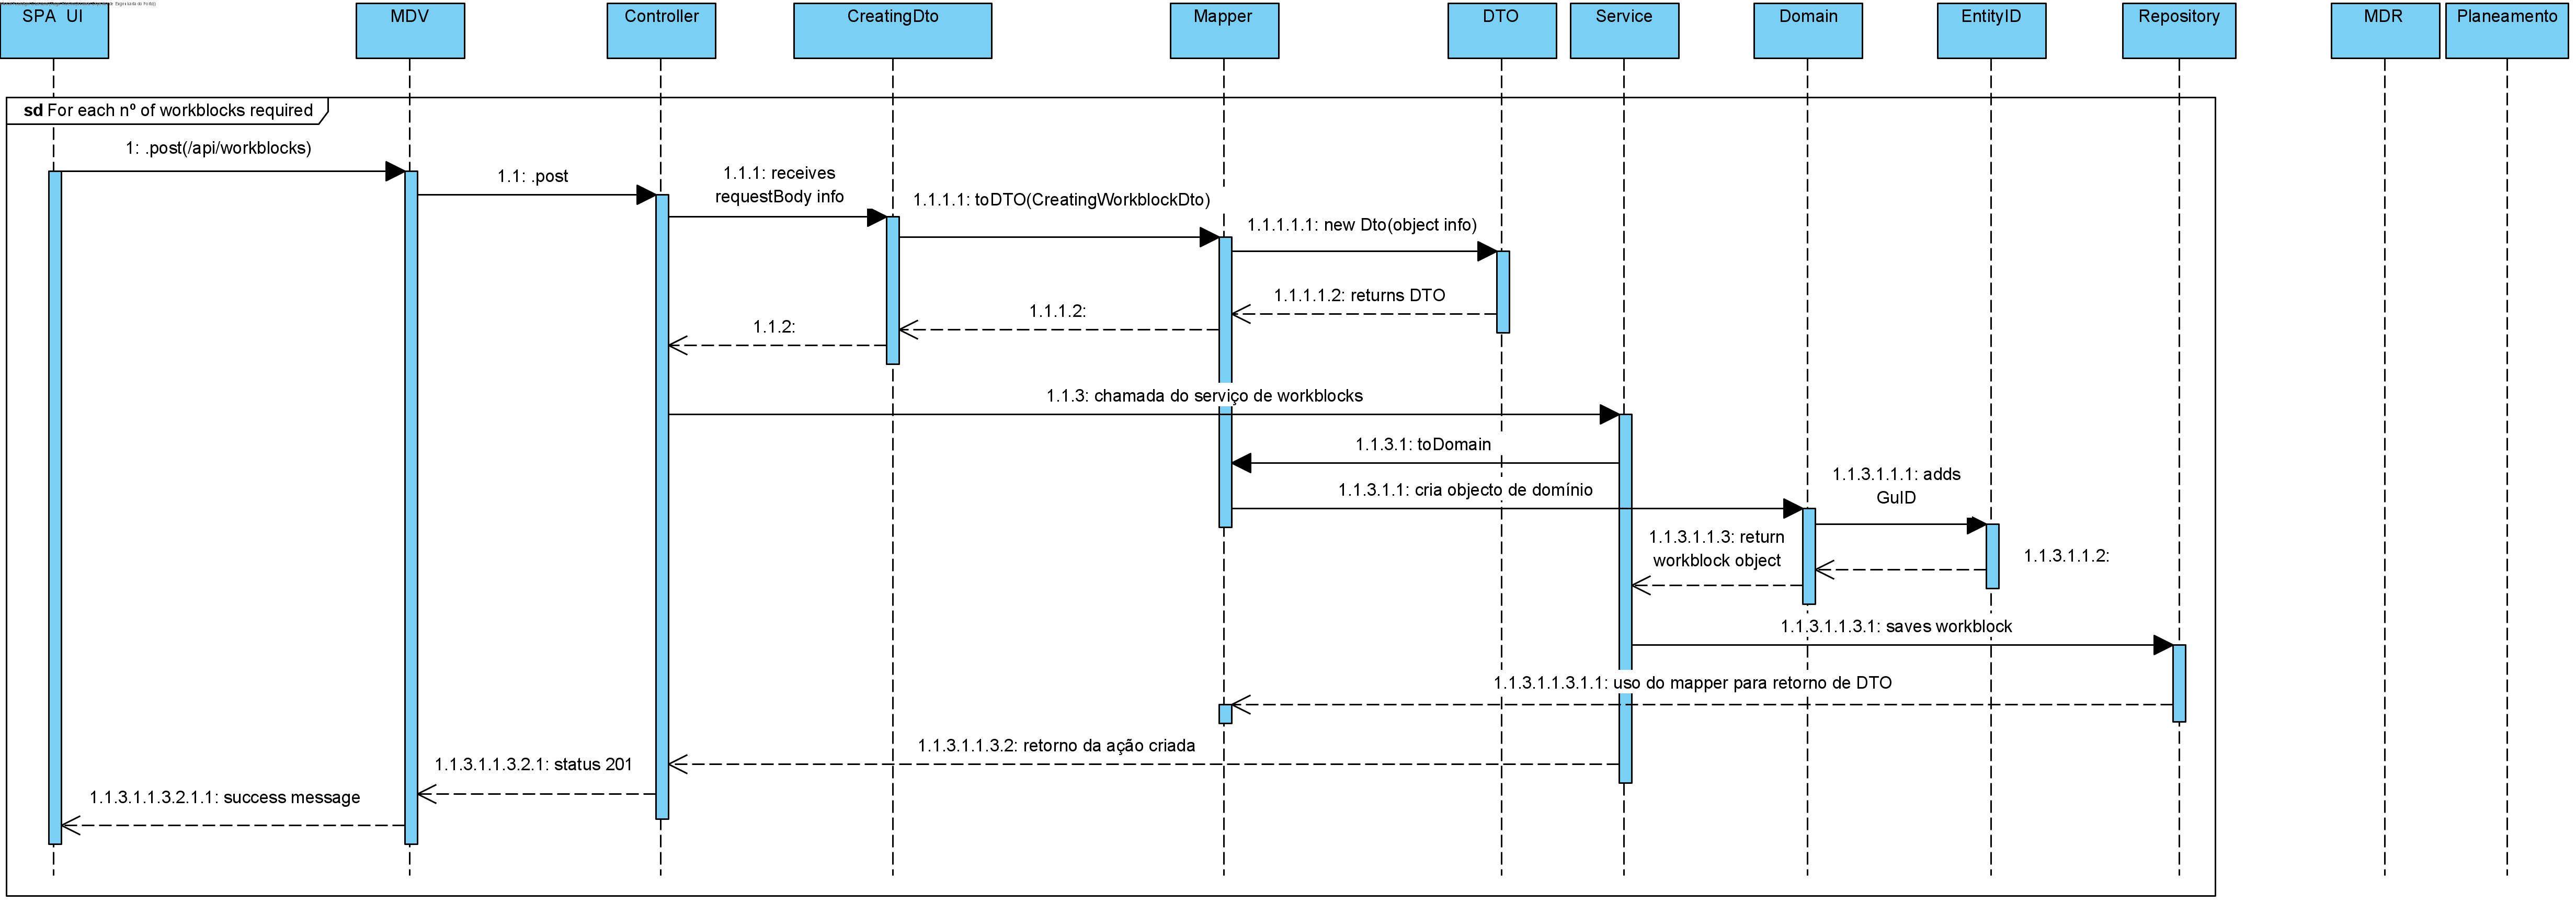 SPA UI
MDV
Controller
CreatingDto
Mapper
DTO
Service
Domain
EntityID
Repository
MDR
Planeamento
sd For each nº of workblocks required
1: .post(/api/workblocks)
1.1: .post
1.1.1: receives
requestBody info
1.1.1.1: toDTO(CreatingWorkblockDto)
1.1.1.1.1: new Dto(object info)
1.1.1.1.2: returns DTO
1.1.1.2:
1.1.2:
1.1.3: chamada do serviço de workblocks
1.1.3.1: toDomain
1.1.3.1.1: cria objecto de domínio
1.1.3.1.1.1: adds
GuID
1.1.3.1.1.2:
1.1.3.1.1.3: return
workblock object
1.1.3.1.1.3.1: saves workblock
1.1.3.1.1.3.1.1: uso do mapper para retorno de DTO
1.1.3.1.1.3.2: retorno da ação criada
1.1.3.1.1.3.2.1: status 201
1.1.3.1.1.3.2.1.1: success message